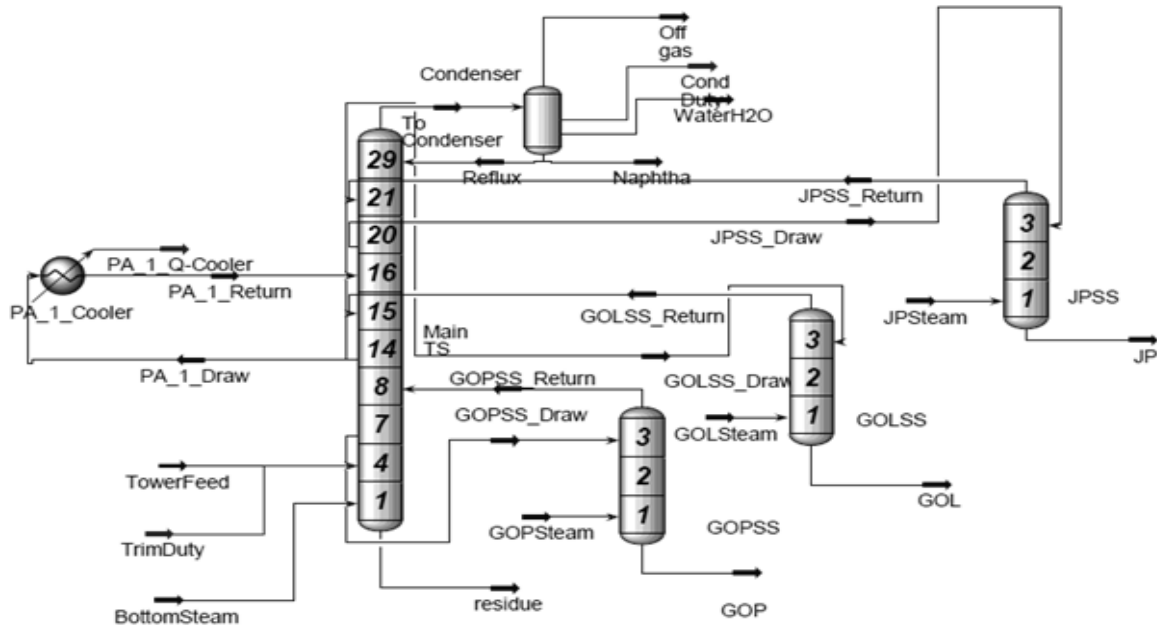 Off
gas
Condenser
Cond
Duty
WaterH2O
To
Condenser
29
Reflux
Naphtha
21
JPSS_Return
3
20
JPSS_Draw
2
PA_1_Q-Cooler
16
PA_1_Return
1
JPSS
PA_1_Cooler
15
GOLSS_Return
JPSteam
Main
TS
3
14
JP
PA_1_Draw
GOPSS_Return
GOLSS_Draw
2
8
GOPSS_Draw
1
GOLSS
7
GOLSteam
3
4
TowerFeed
2
GOL
1
1
GOPSteam
GOPSS
TrimDuty
residue
GOP
BottomSteam